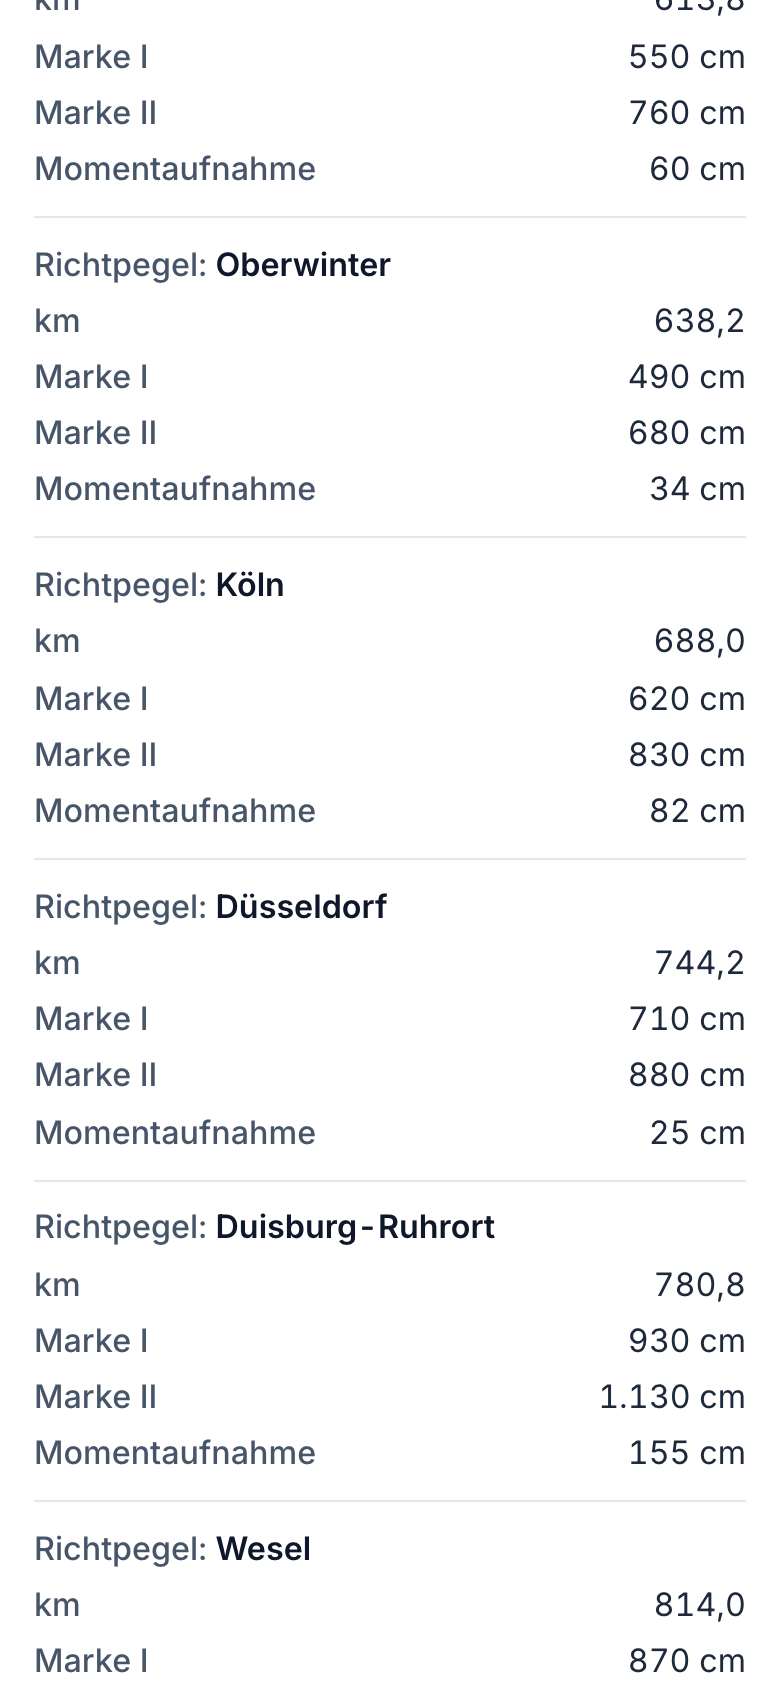 km 613,8
Marke I 550 cm
Marke II 760 cm
Momentaufnahme 60 cm
Richtpegel: Oberwinter
km 638,2
Marke I 490 cm
Marke II 680 cm
Momentaufnahme 34 cm
Richtpegel: Köln
km 688,0
Marke I 620 cm
Marke II 830 cm
Momentaufnahme 82 cm
Richtpegel: Düsseldorf
km 744,2
Marke I 710 cm
Marke II 880 cm
Momentaufnahme 25 cm
Richtpegel: Duisburg-Ruhrort
km 780,8
Marke I 930 cm
Marke II 1.130 cm
Momentaufnahme 155 cm
Richtpegel: Wesel
km 814,0
Marke I 870 cm